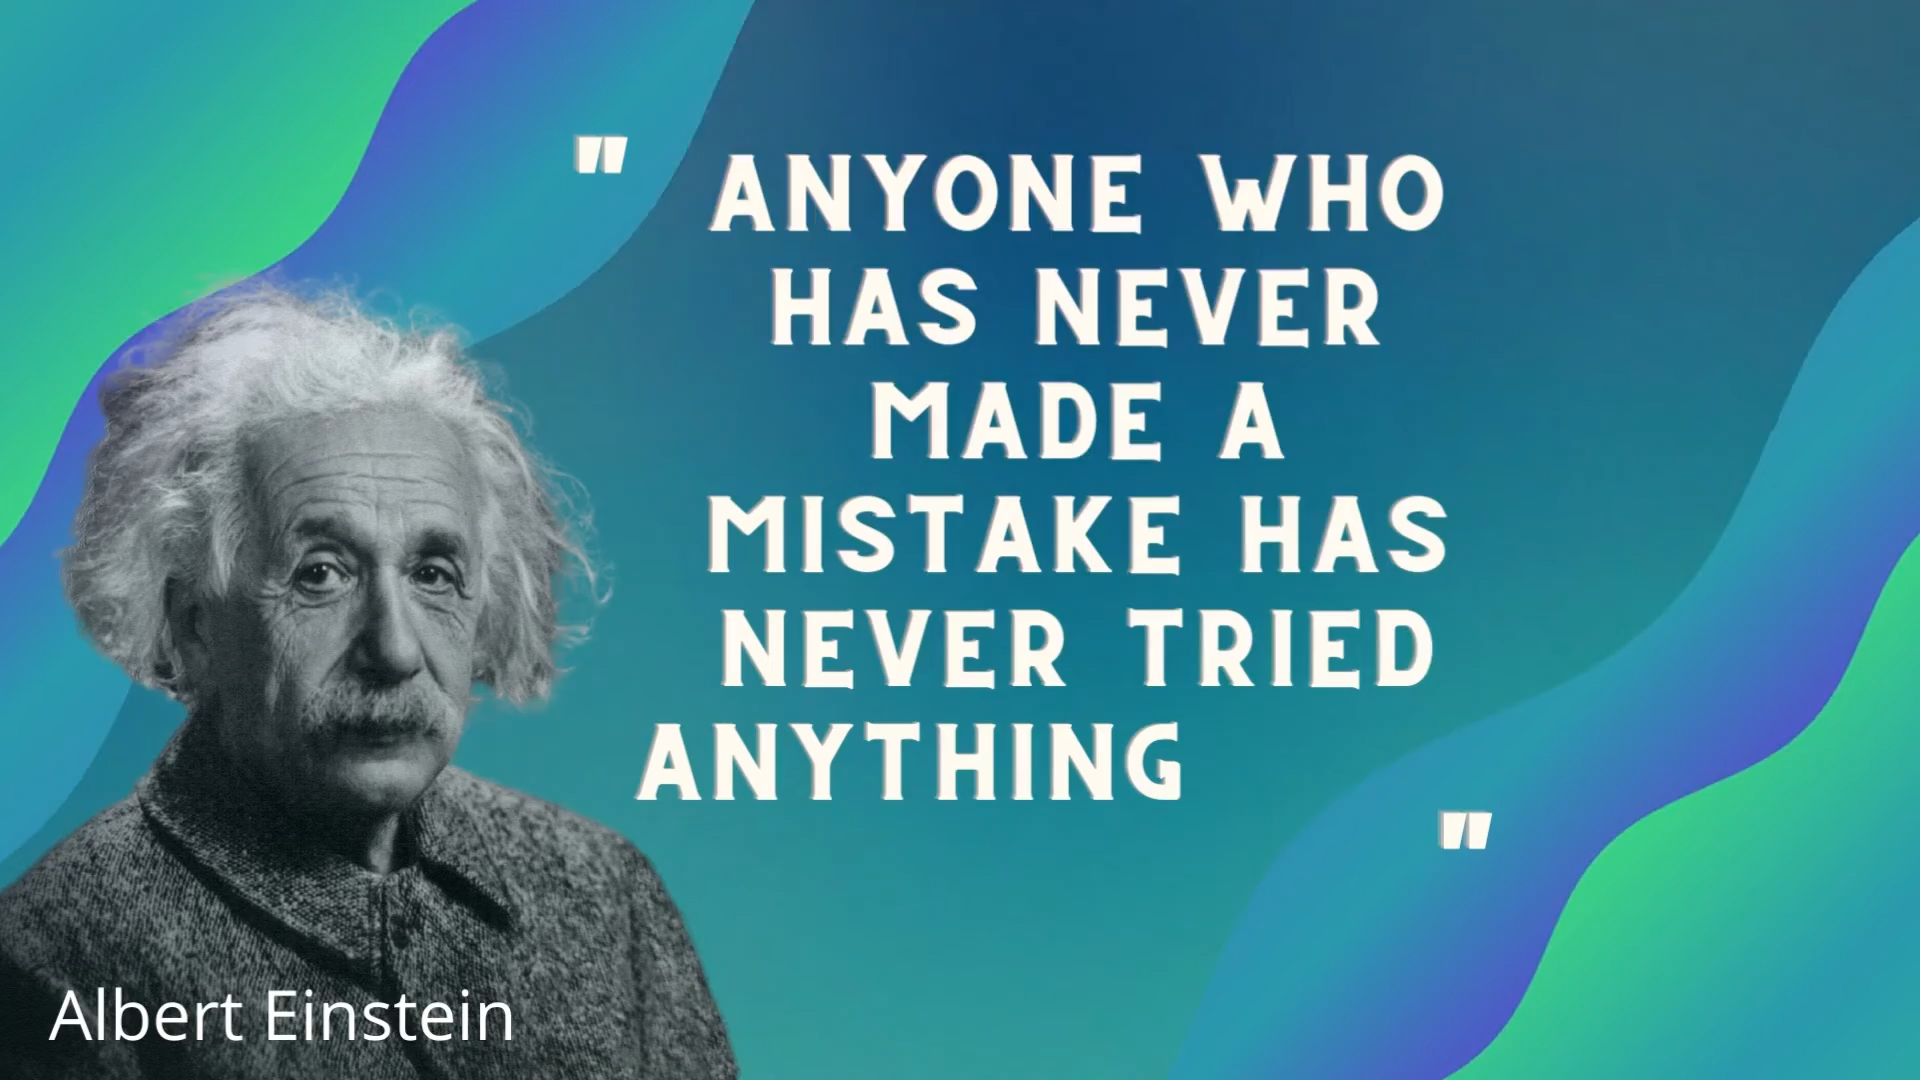 " ANYONE WHO
HAS NEVER
MADE A
MISTAKE HAS
NEVER TRIED
ANYTHING
"
Albert Einstein